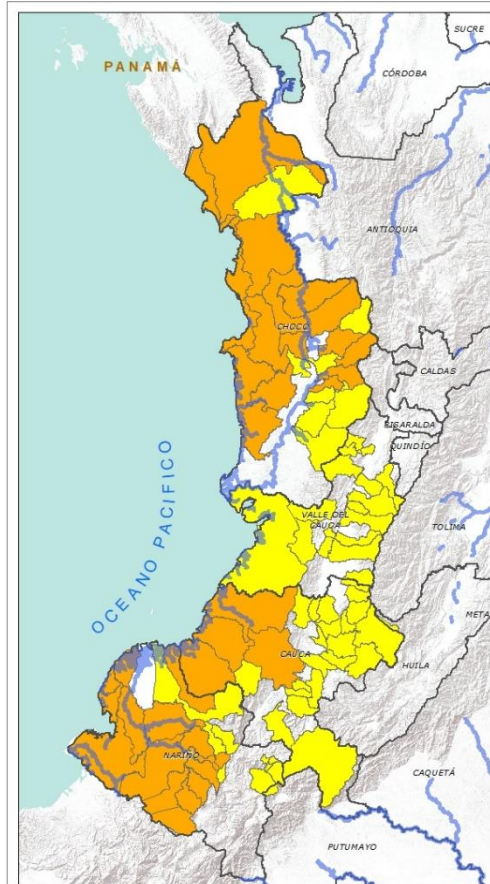 SUCRE
PANAMÁ
CÓRDOBA
ANTIOQUIA
CHOCÓ
CALDAS
RISARALDA
QUINDÍO
OCEANO PACIFICO
VALLE DEL
CAUCA
TOLIMA
META
CAUCA
HUILA
NARIÑO
CAQUETÁ
PUTUMAYO